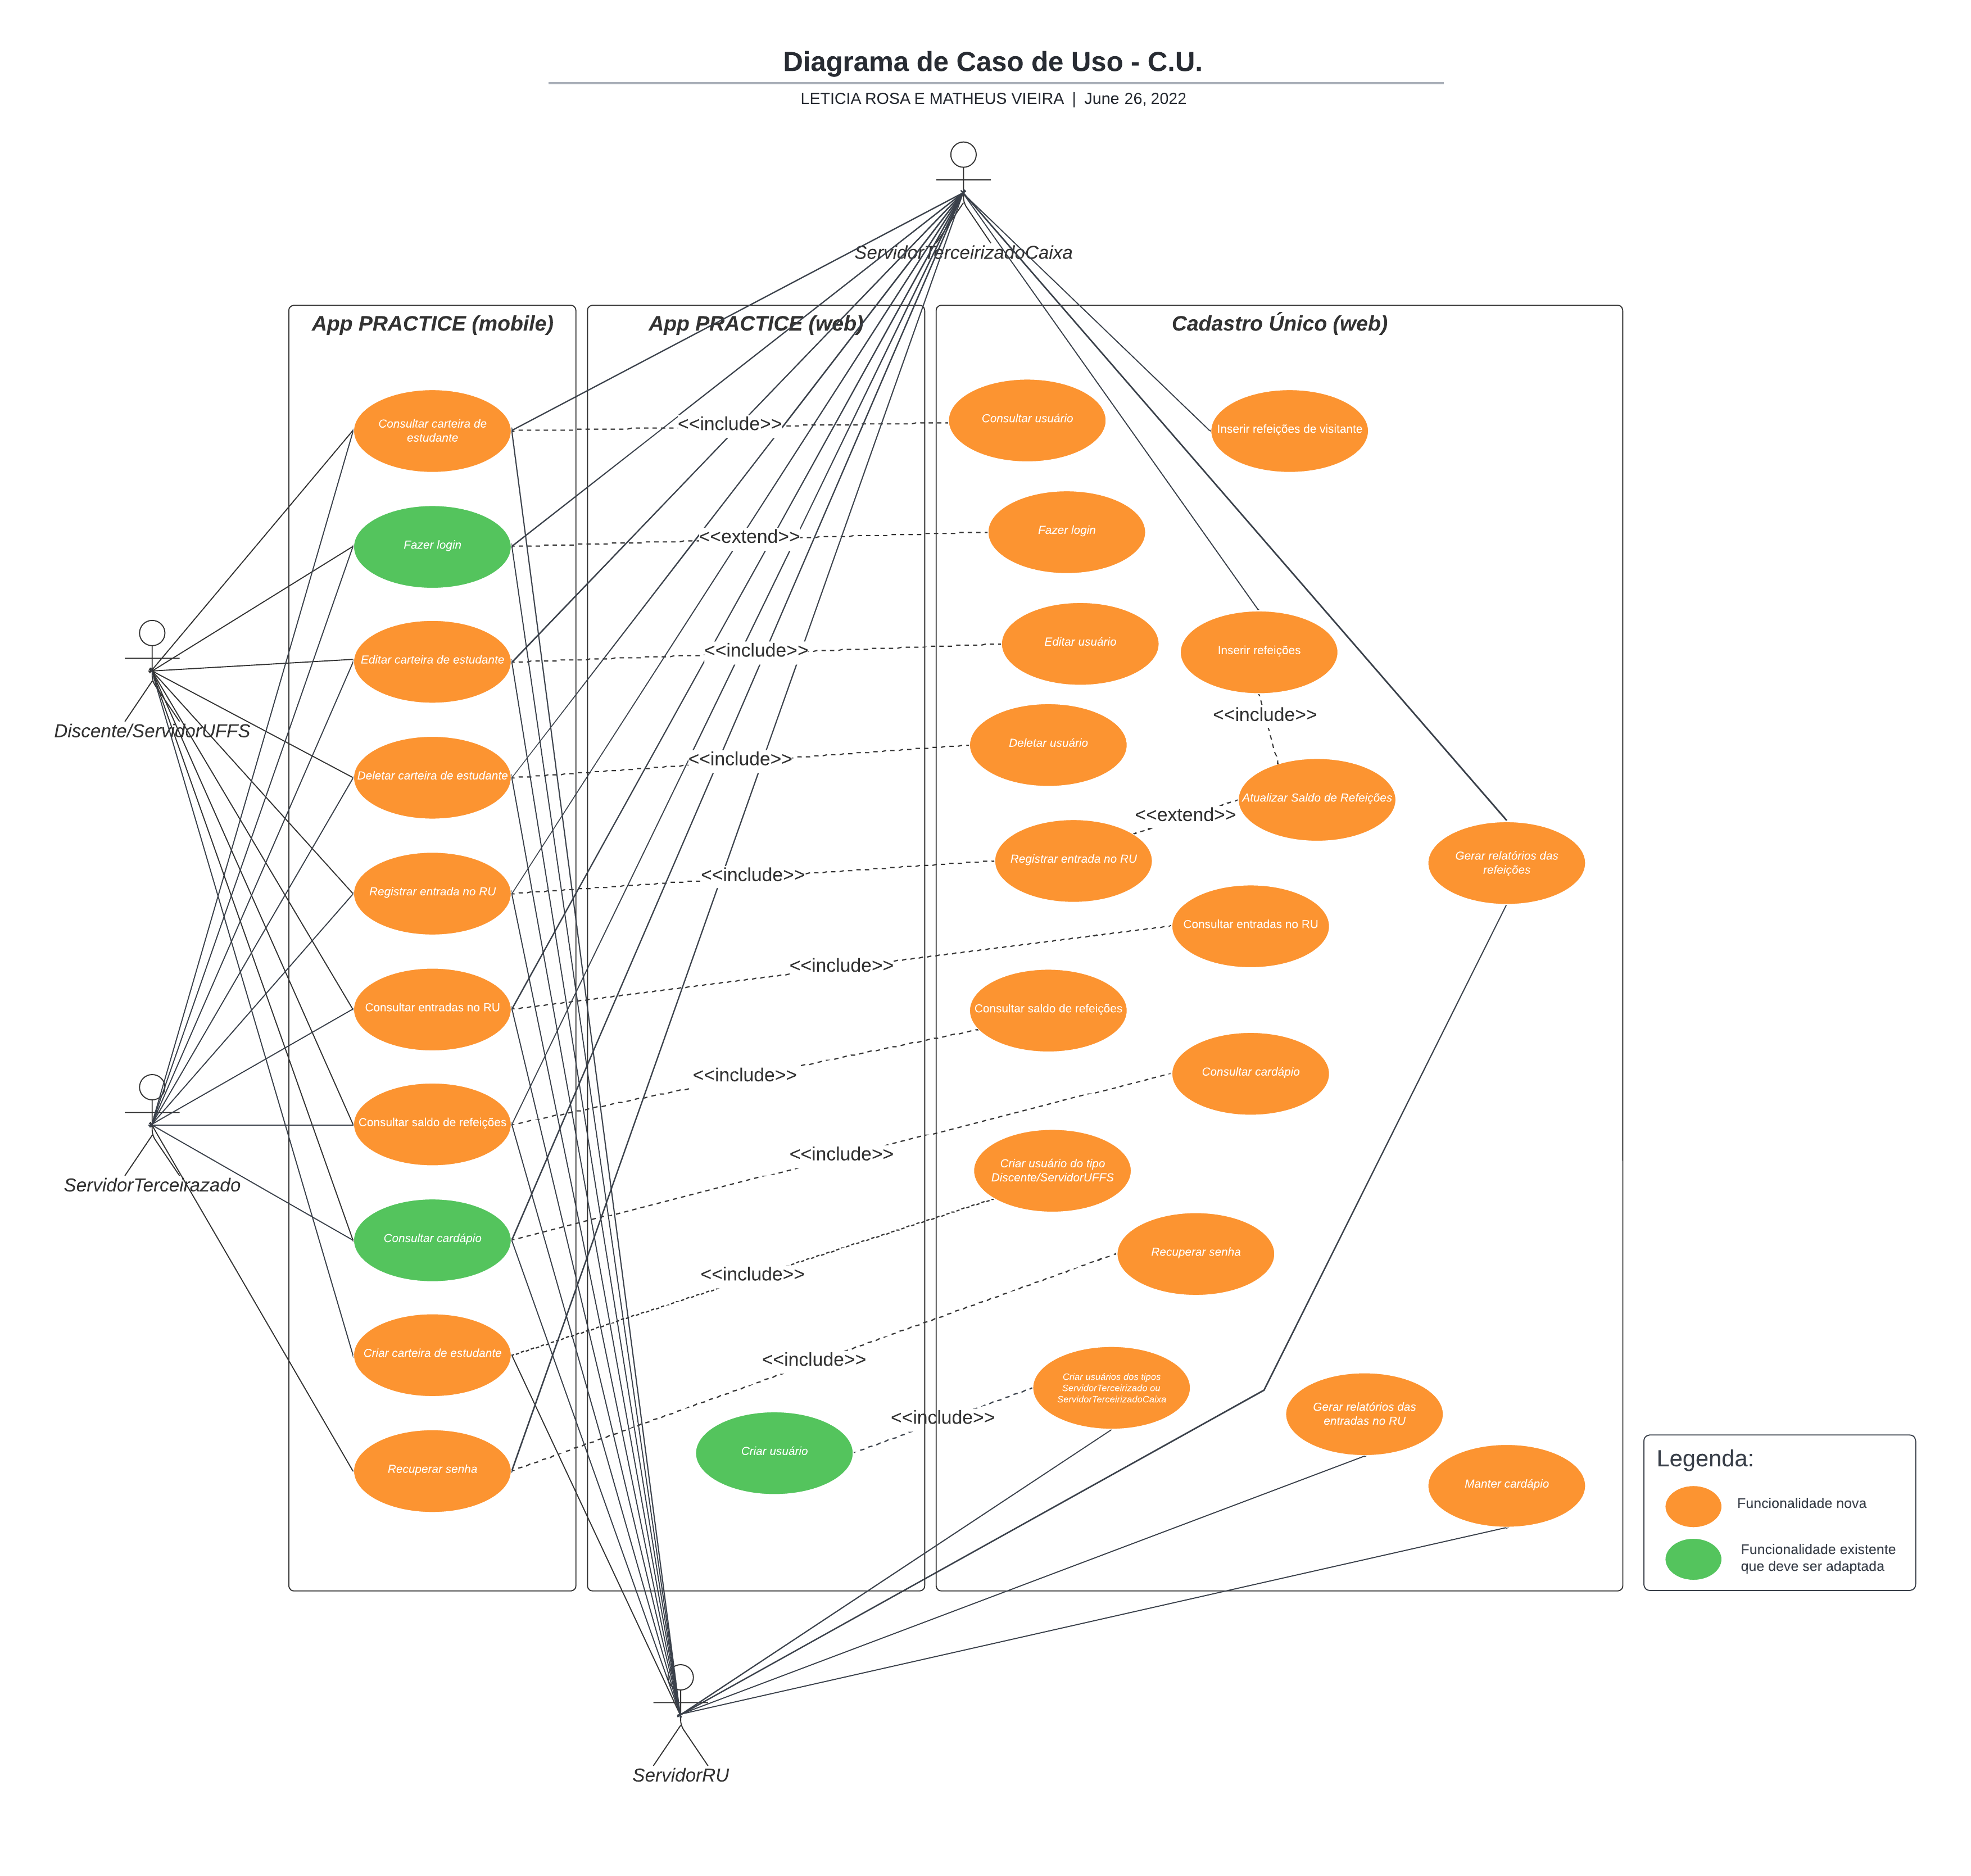 Diagrama de Caso de Uso - C.U.
LETICIA ROSA E MATHEUS VIEIRA | June 26, 2022
ServidorTerceirizadoCaixa
App PRACTICE (mobile)
App PRACTICE (web)
Cadastro Único (web)
Consultar carteira de
estudante
<<include>>
Consultar usuário
Inserir refeições de visitante
Fazer login
<<extend>>
Fazer login
Editar carteira de estudante
<<include>>
Editar usuário
Inserir refeições
<<include>>
Discente/ServidorUFFS
Deletar carteira de estudante
<<include>>
Deletar usuário
Atualizar Saldo de Refeições
<<extend>>
Registrar entrada no RU
<<include>>
Registrar entrada no RU
Gerar relatórios das
refeições
Consultar entradas no RU
<<include>>
Consultar entradas no RU
Consultar saldo de refeições
<<include>>
Consultar saldo de refeições
ServidorTerceirazado
Consultar cardápio
<<include>>
Consultar cardápio
Criar carteira de estudante
<<include>>
Criar usuário do tipo
Discente/ServidorUFFS
Recuperar senha
<<include>>
Recuperar senha
Criar usuário
<<include>>
Criar usuários dos tipos
ServidorTerceirizado ou
ServidorTerceirizadoCaixa
Gerar relatórios das
entradas no RU
Manter cardápio
Legenda:
Funcionalidade nova
Funcionalidade existente
que deve ser adaptada
ServidorRU